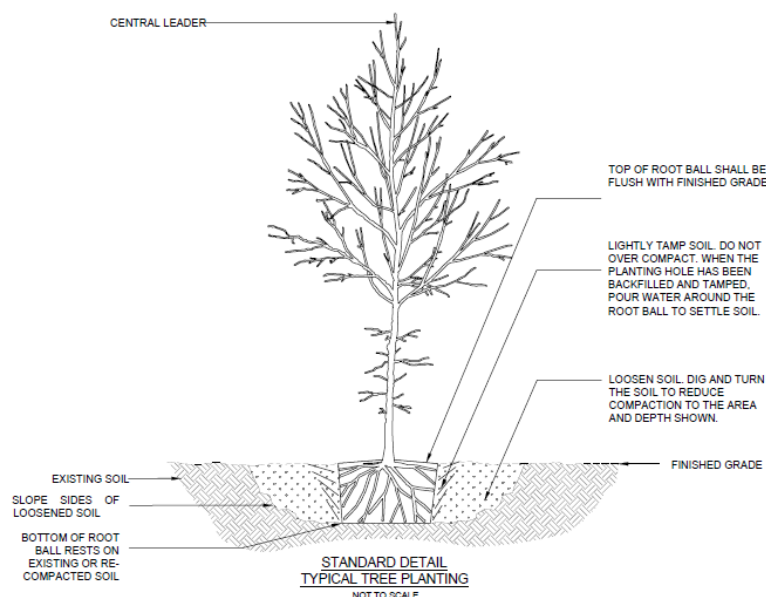 CENTRAL LEADER
TOP OF ROOT BALL SHALL BE
FLUSH WITH FINISHED GRADE
LIGHTLY TAMP SOIL. DO NOT
OVER COMPACT. WHEN THE
PLANTING HOLE HAS BEEN
BACKFILLED AND TAMPED,
POUR WATER AROUND THE
ROOT BALL TO SETTLE SOIL.
LOOSEN SOIL. DIG AND TURN
THE SOIL TO REDUCE
COMPACTION TO THE AREA
AND DEPTH SHOWN.
FINISHED GRADE
EXISTING SOIL
SLOPE SIDES OF
LOOSENED SOIL
BOTTOM OF ROOT
BALL RESTS ON
EXISTING OR RE-
COMPACTED SOIL
STANDARD DETAIL
TYPICAL TREE PLANTING
NOT TO SCALE